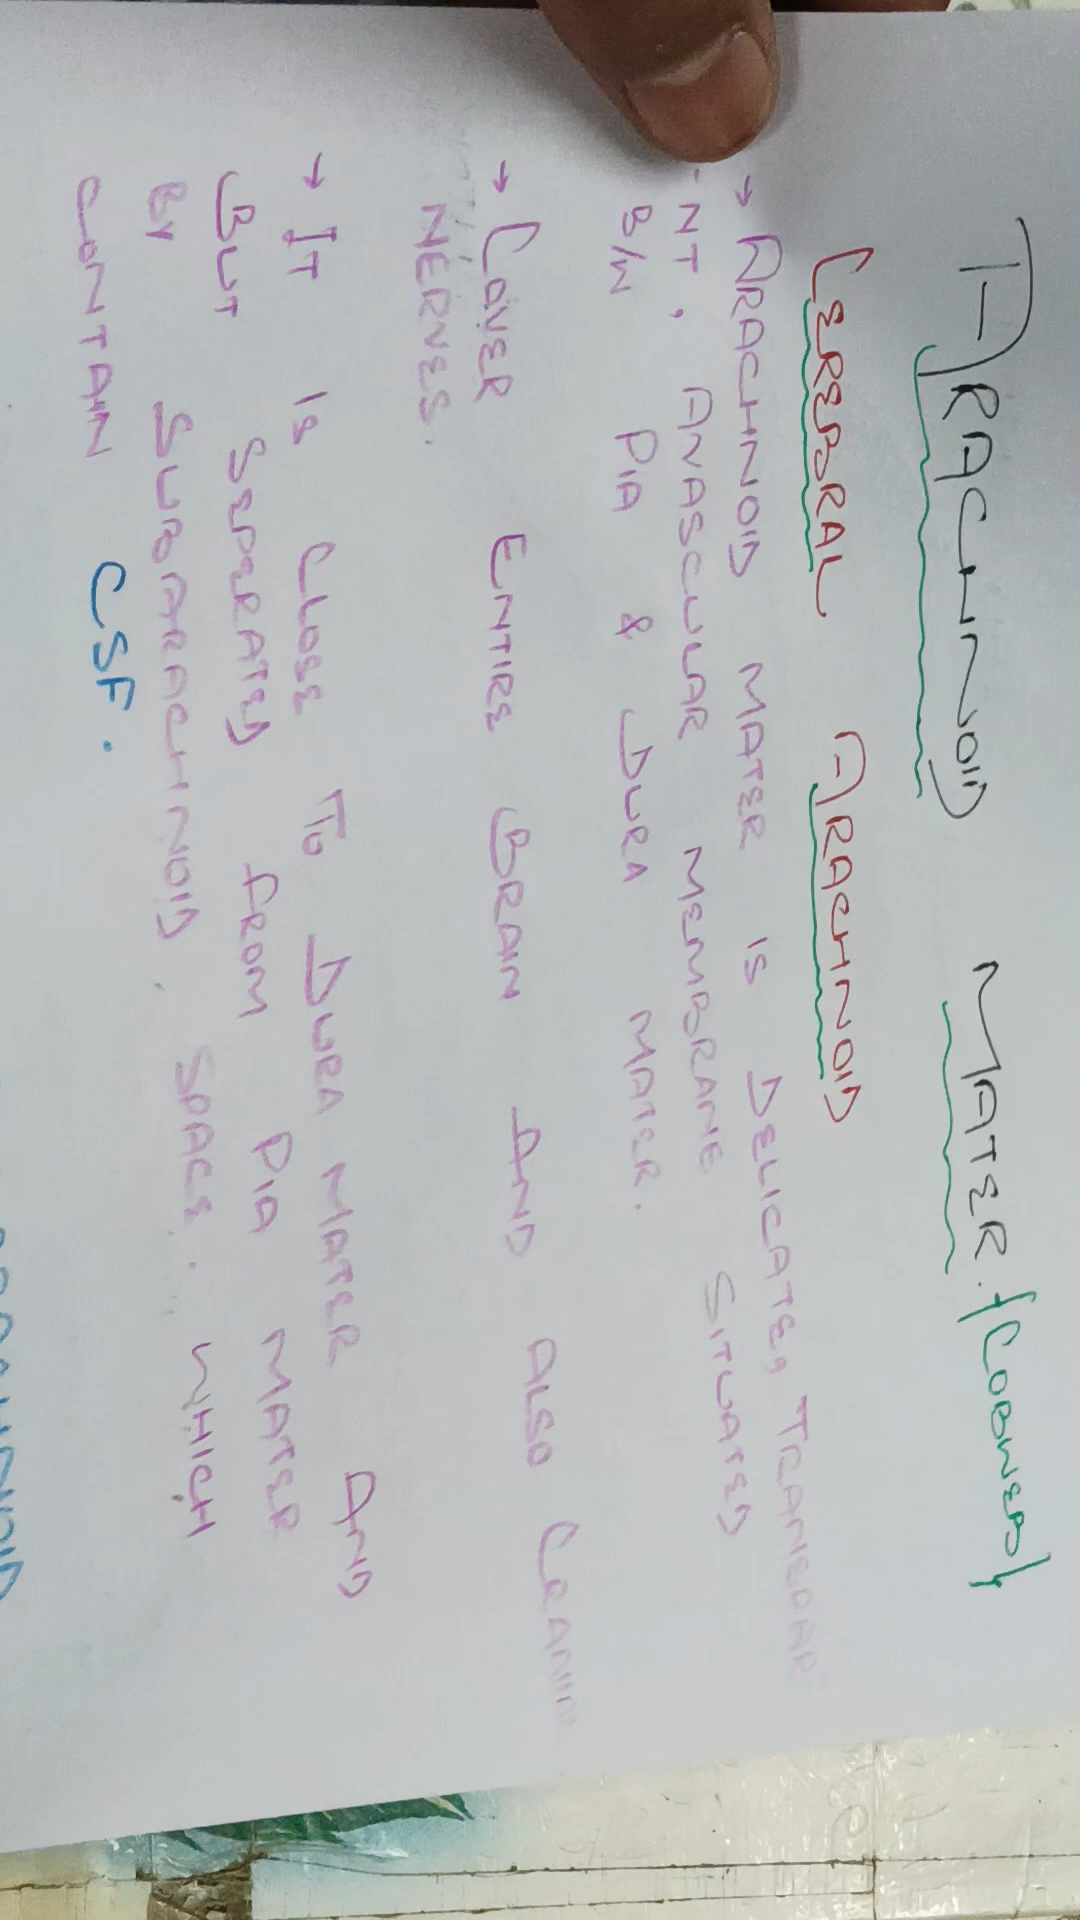 ARACHNOID MATER. {COBWEB}
CEREBRAL ARACHNOID
→ ARACHNOID MATER IS DELICATE, TRANSPAR
-NT, AVASCULAR MEMBRANE SITUATED
B/W PIA & DURA MATER.
→ COVER ENTIRE BRAIN AND ALSO CRANIAL
NERVES.
→ IT IS CLOSE TO DURA MATER AND
BUT SEPERATED FROM PIA MATER
BY SUBARACHNOID SPACE. WHICH
CONTAIN CSF.